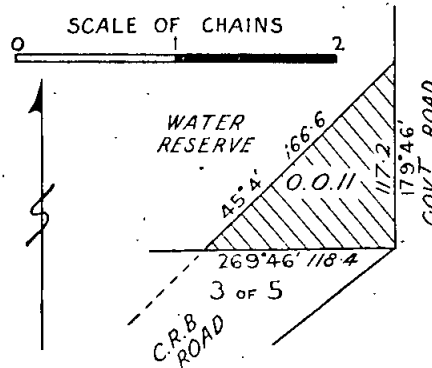 SCALE OF CHAINS
0 1 2
WATER
RESERVE
45° 4'
166.6
0.0.11
117.2
179° 46'
GOVT ROAD
269° 46' 118.4
3 OF 5
C.R.B
ROAD